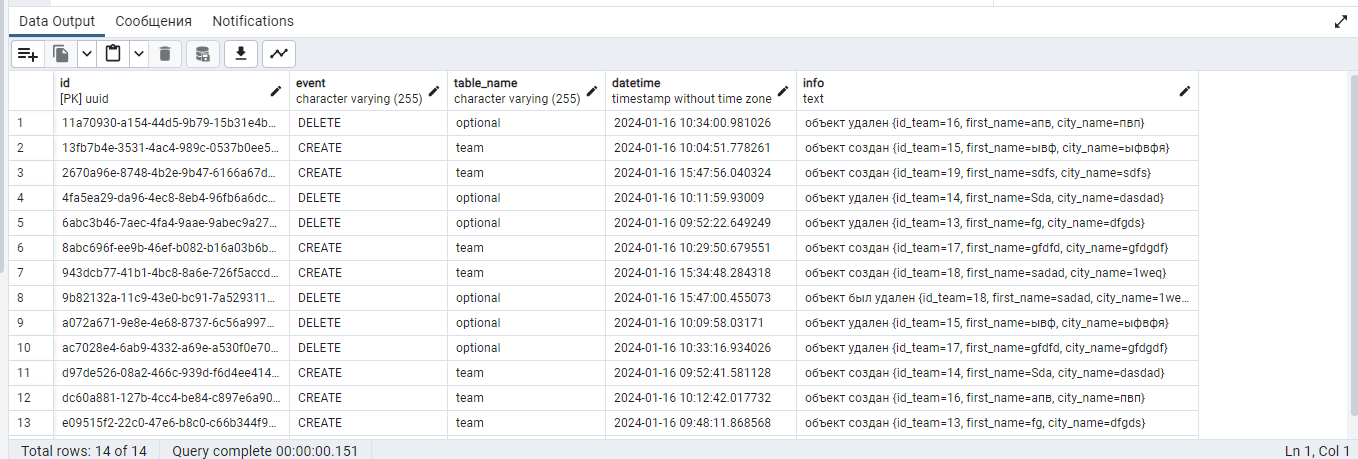 Data Output Сообщения Notifications
id event table_name datetime info
[PK] uuid character varying (255) character varying (255) timestamp without time zone text
1 11a70930-a154-44d5-9b79-15b31e4b... DELETE optional 2024-01-16 10:34:00.981026 объект удален {id_team=16, first_name=апв, city_name=пвп}
2 13fb7b4e-3531-4ac4-989c-0537b0ee5... CREATE team 2024-01-16 10:04:51.778261 объект создан {id_team=15, first_name=ывф, city_name=ыфвфя}
3 2670a96e-8748-4b2e-9b47-6166a67d... CREATE team 2024-01-16 15:47:56.040324 объект создан {id_team=19, first_name=sdfs, city_name=sdfs}
4 4fa5ea29-da96-4ec8-8eb4-96fb6a6dc... DELETE optional 2024-01-16 10:11:59.93009 объект удален {id_team=14, first_name=Sda, city_name=dasdad}
5 6abc3b46-7aec-4fa4-9aae-9abec9a27... DELETE optional 2024-01-16 09:52:22.649249 объект удален {id_team=13, first_name=fg, city_name=dfgds}
6 8abc696f-ee9b-46ef-b082-b16a03b6b... CREATE team 2024-01-16 10:29:50.679551 объект создан {id_team=17, first_name=gfdfd, city_name=gfdgdf}
7 943dcb77-41b1-4bc8-8a6e-726f5accd... CREATE team 2024-01-16 15:34:48.284318 объект создан {id_team=18, first_name=sadad, city_name=1weq}
8 9b82132a-11c9-43e0-bc91-7a529311... DELETE optional 2024-01-16 15:47:00.455073 объект был удален {id_team=18, first_name=sadad, city_name=1we...
9 a072a671-9e8e-4e68-8737-6c56a997... DELETE optional 2024-01-16 10:09:58.03171 объект удален {id_team=15, first_name=ывф, city_name=ыфвфя}
10 ac7028e4-6ab9-4332-a69e-a530f0e70... DELETE optional 2024-01-16 10:33:16.934026 объект удален {id_team=17, first_name=gfdfd, city_name=gfdgdf}
11 d97de526-08a2-466c-939d-f6d4ee414... CREATE team 2024-01-16 09:52:41.581128 объект создан {id_team=14, first_name=Sda, city_name=dasdad}
12 dc60a881-127b-4cc4-be84-c897e6a90... CREATE team 2024-01-16 10:12:42.017732 объект создан {id_team=16, first_name=апв, city_name=пвп}
13 e09515f2-22c0-47e6-b8c0-c66b344f9... CREATE team 2024-01-16 09:48:11.868568 объект создан {id_team=13, first_name=fg, city_name=dfgds}
Total rows: 14 of 14 Query complete 00:00:00.151 Ln 1, Col 1